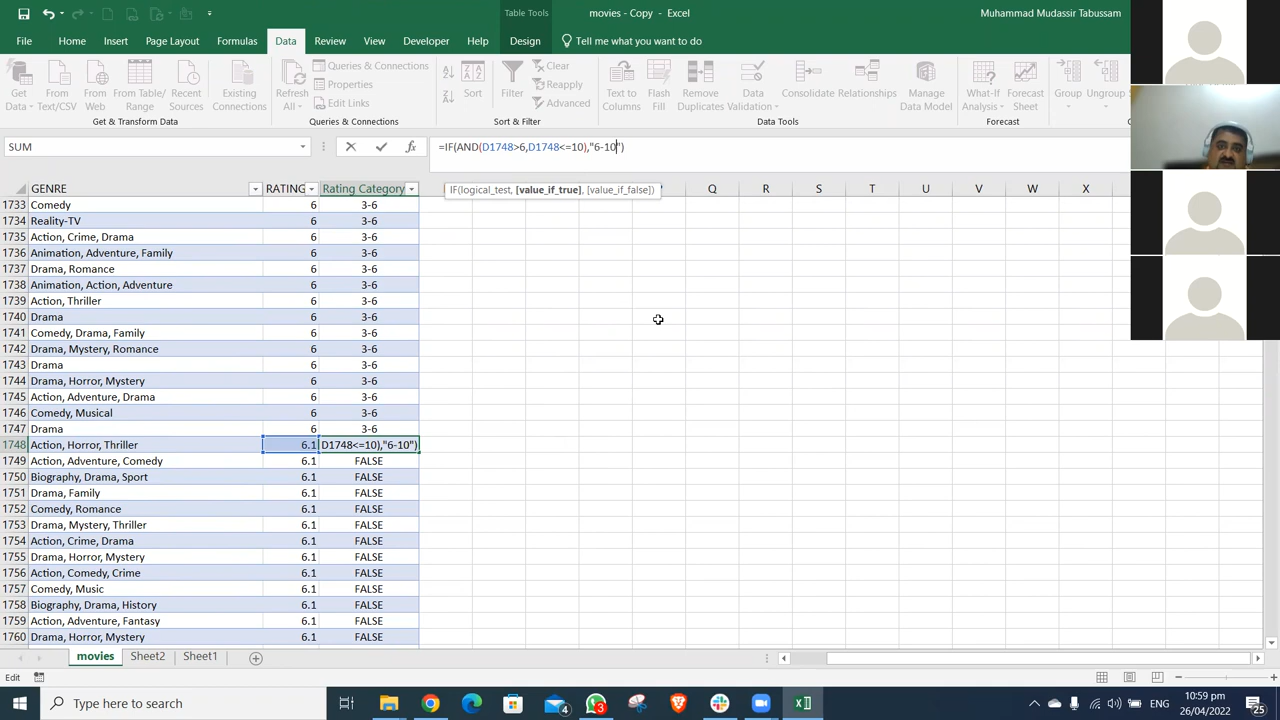 Table Tools
movies - Copy - Excel
Muhammad Mudassir Tabussam
File Home Insert Page Layout Formulas Data Review View Developer Help Design Tell me what you want to do
Get Data
From Text/CSV
From Web
From Table/ Range
Recent Sources
Existing Connections
Refresh All
Queries & Connections
Properties
Edit Links
Sort
Filter
Clear
Reapply
Advanced
Text to Columns
Flash Fill
Remove Duplicates
Data Validation
Consolidate
Relationships
Manage Data Model
What-If Analysis
Forecast Sheet
Group
Ungroup
Get & Transform Data
Queries & Connections
Sort & Filter
Data Tools
Forecast
SUM
fx
=IF(AND(D1748>6,D1748<=10),"6-10")
IF(logical_test, [value_if_true], [value_if_false])
GENRE RATING Rating Category Q R S T U V W X
1733 Comedy 6 3-6
1734 Reality-TV 6 3-6
1735 Action, Crime, Drama 6 3-6
1736 Animation, Adventure, Family 6 3-6
1737 Drama, Romance 6 3-6
1738 Animation, Action, Adventure 6 3-6
1739 Action, Thriller 6 3-6
1740 Drama 6 3-6
1741 Comedy, Drama, Family 6 3-6
1742 Drama, Mystery, Romance 6 3-6
1743 Drama 6 3-6
1744 Drama, Horror, Mystery 6 3-6
1745 Action, Adventure, Drama 6 3-6
1746 Comedy, Musical 6 3-6
1747 Drama 6 3-6
1748 Action, Horror, Thriller 6.1 D1748<=10),"6-10")
1749 Action, Adventure, Comedy 6.1 FALSE
1750 Biography, Drama, Sport 6.1 FALSE
1751 Drama, Family 6.1 FALSE
1752 Comedy, Romance 6.1 FALSE
1753 Drama, Mystery, Thriller 6.1 FALSE
1754 Action, Crime, Drama 6.1 FALSE
1755 Drama, Horror, Mystery 6.1 FALSE
1756 Action, Comedy, Crime 6.1 FALSE
1757 Comedy, Music 6.1 FALSE
1758 Biography, Drama, History 6.1 FALSE
1759 Action, Adventure, Fantasy 6.1 FALSE
1760 Drama, Horror, Mystery 6.1 FALSE
movies Sheet2 Sheet1
Edit
Type here to search
4
3
10:59 pm
26/04/2022
25